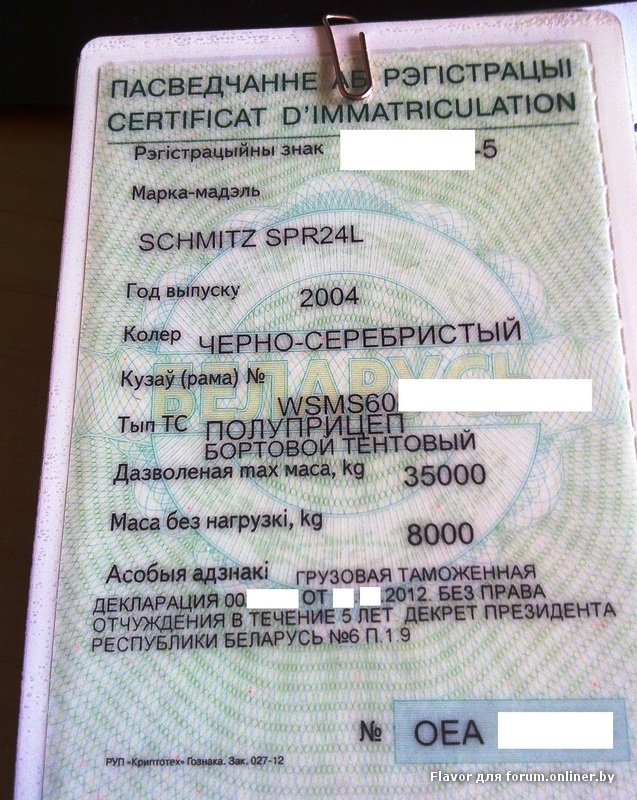 ПАСВЕДЧАННЕ АБ РЭГІСТРАЦЫІ
CERTIFICAT D'IMMATRICULATION
Рэгістрацыйны знак -5
Марка-мадэль
SCHMITZ SPR24L
Год выпуску 2004
Колер ЧЕРНО-СЕРЕБРИСТЫЙ
БЕЛАРУСЬ
Кузаў (рама) №
WSMS60
Тып ТС ПОЛУПРИЦЕП
БОРТОВОЙ ТЕНТОВЫЙ
Дазволеная max маса, kg 35000
Маса без нагрузкі, kg 8000
Асобыя адзнакі ГРУЗОВАЯ ТАМОЖЕННАЯ
ДЕКЛАРАЦИЯ 00 ОТ .2012. БЕЗ ПРАВА
ОТЧУЖДЕНИЯ В ТЕЧЕНИЕ 5 ЛЕТ ДЕКРЕТ ПРЕЗИДЕНТА
РЕСПУБЛИКИ БЕЛАРУСЬ №6 П.1.9
№ ОЕА
РУП «Криптотех» Гознака. Зак. 027-12
Flavor для forum.onliner.by